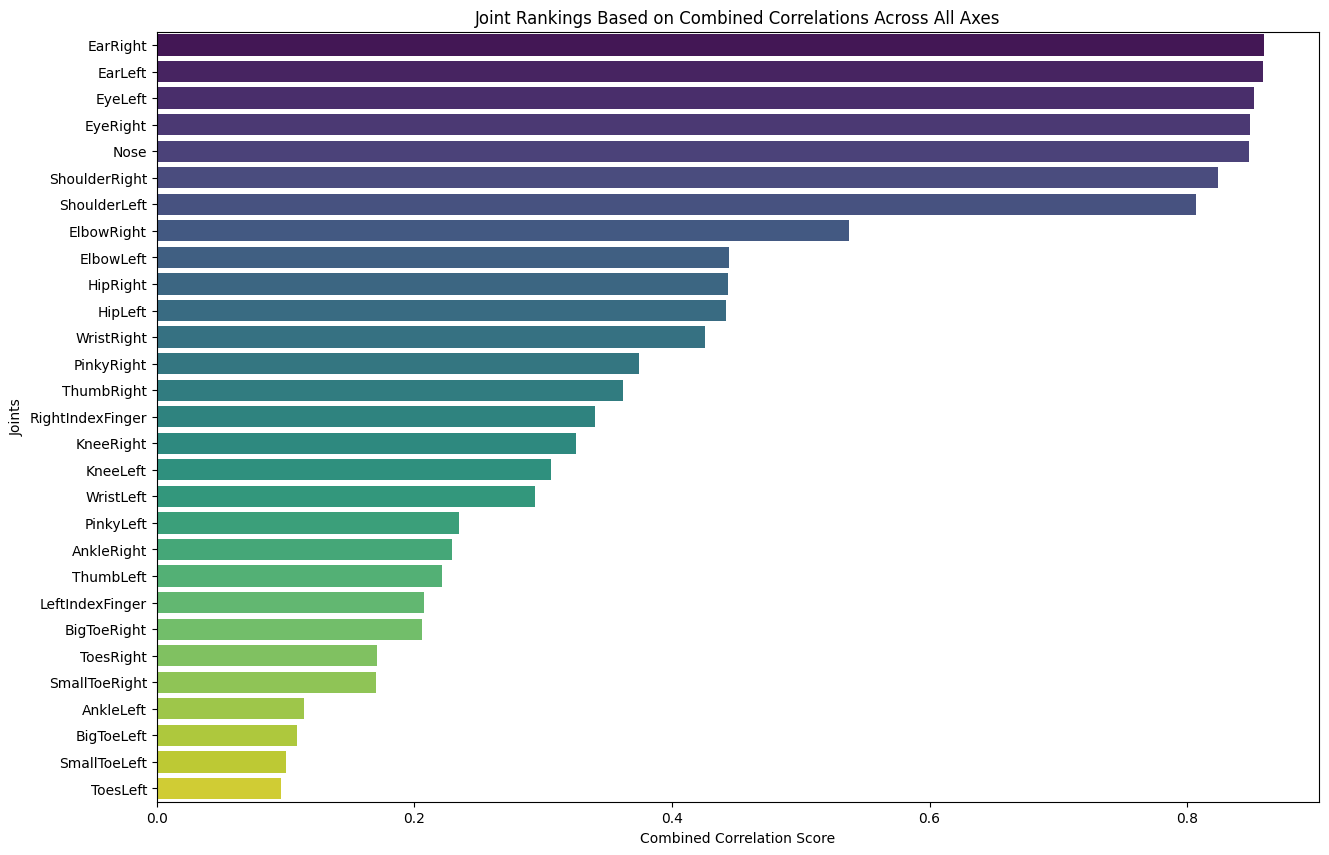 Joint Rankings Based on Combined Correlations Across All Axes
Joints
EarRight
EarLeft
EyeLeft
EyeRight
Nose
ShoulderRight
ShoulderLeft
ElbowRight
ElbowLeft
HipRight
HipLeft
WristRight
PinkyRight
ThumbRight
RightIndexFinger
KneeRight
KneeLeft
WristLeft
PinkyLeft
AnkleRight
ThumbLeft
LeftIndexFinger
BigToeRight
ToesRight
SmallToeRight
AnkleLeft
BigToeLeft
SmallToeLeft
ToesLeft
0.0 0.2 0.4 0.6 0.8
Combined Correlation Score